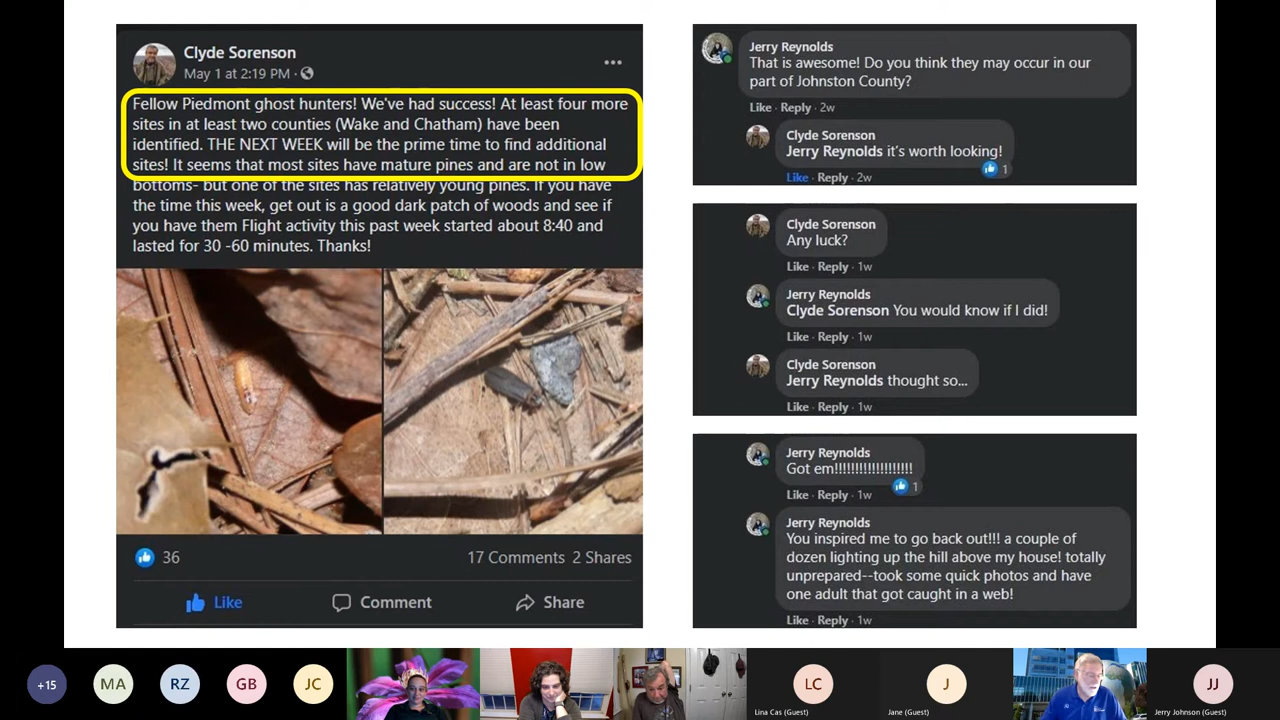 Clyde Sorenson
May 1 at 2:19 PM ·
Fellow Piedmont ghost hunters! We've had success! At least four more
sites in at least two counties (Wake and Chatham) have been
identified. THE NEXT WEEK will be the prime time to find additional
sites! It seems that most sites have mature pines and are not in low
bottoms- but one of the sites has relatively young pines. If you have
the time this week, get out is a good dark patch of woods and see if
you have them Flight activity this past week started about 8:40 and
lasted for 30 -60 minutes. Thanks!
36
17 Comments 2 Shares
Like
Comment
Share
Jerry Reynolds
That is awesome! Do you think they may occur in our
part of Johnston County?
Like · Reply · 2w
Clyde Sorenson
Jerry Reynolds it's worth looking!
1
Like · Reply · 2w
Clyde Sorenson
Any luck?
Like · Reply · 1w
Jerry Reynolds
Clyde Sorenson You would know if I did!
Like · Reply · 1w
Clyde Sorenson
Jerry Reynolds thought so...
Like · Reply · 1w
Jerry Reynolds
Got em!!!!!!!!!!!!!!!!!!!!
1
Like · Reply · 1w
Jerry Reynolds
You inspired me to go back out!!! a couple of
dozen lighting up the hill above my house! totally
unprepared--took some quick photos and have
one adult that got caught in a web!
Like · Reply · 1w
+15
MA
RZ
GB
JC
LC
Lina Cas (Guest)
J
Jane (Guest)
JJ
Jerry Johnson (Guest)